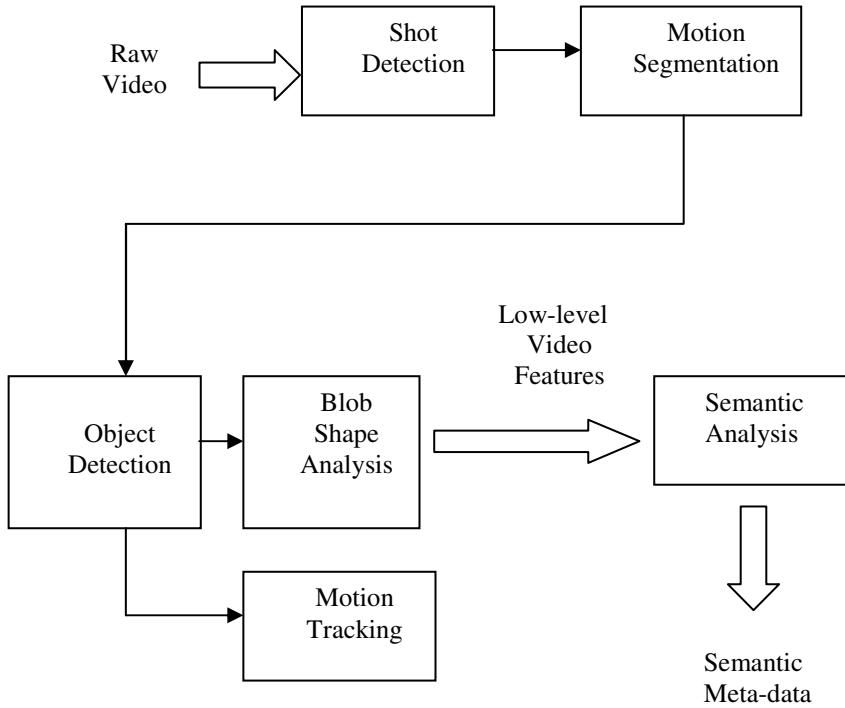 Raw
Video
Shot
Detection
Motion
Segmentation
Low-level
Video
Features
Object
Detection
Blob
Shape
Analysis
Semantic
Analysis
Motion
Tracking
Semantic
Meta-data